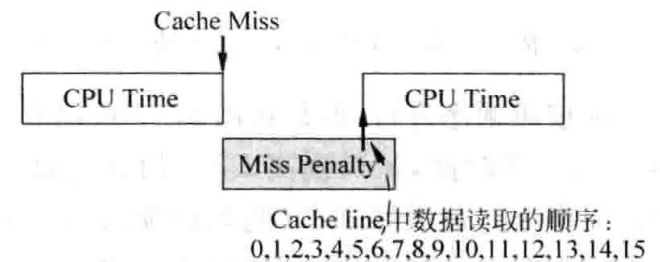 Cache Miss
CPU Time
CPU Time
Miss Penalty
Cache line中数据读取的顺序：
0,1,2,3,4,5,6,7,8,9,10,11,12,13,14,15